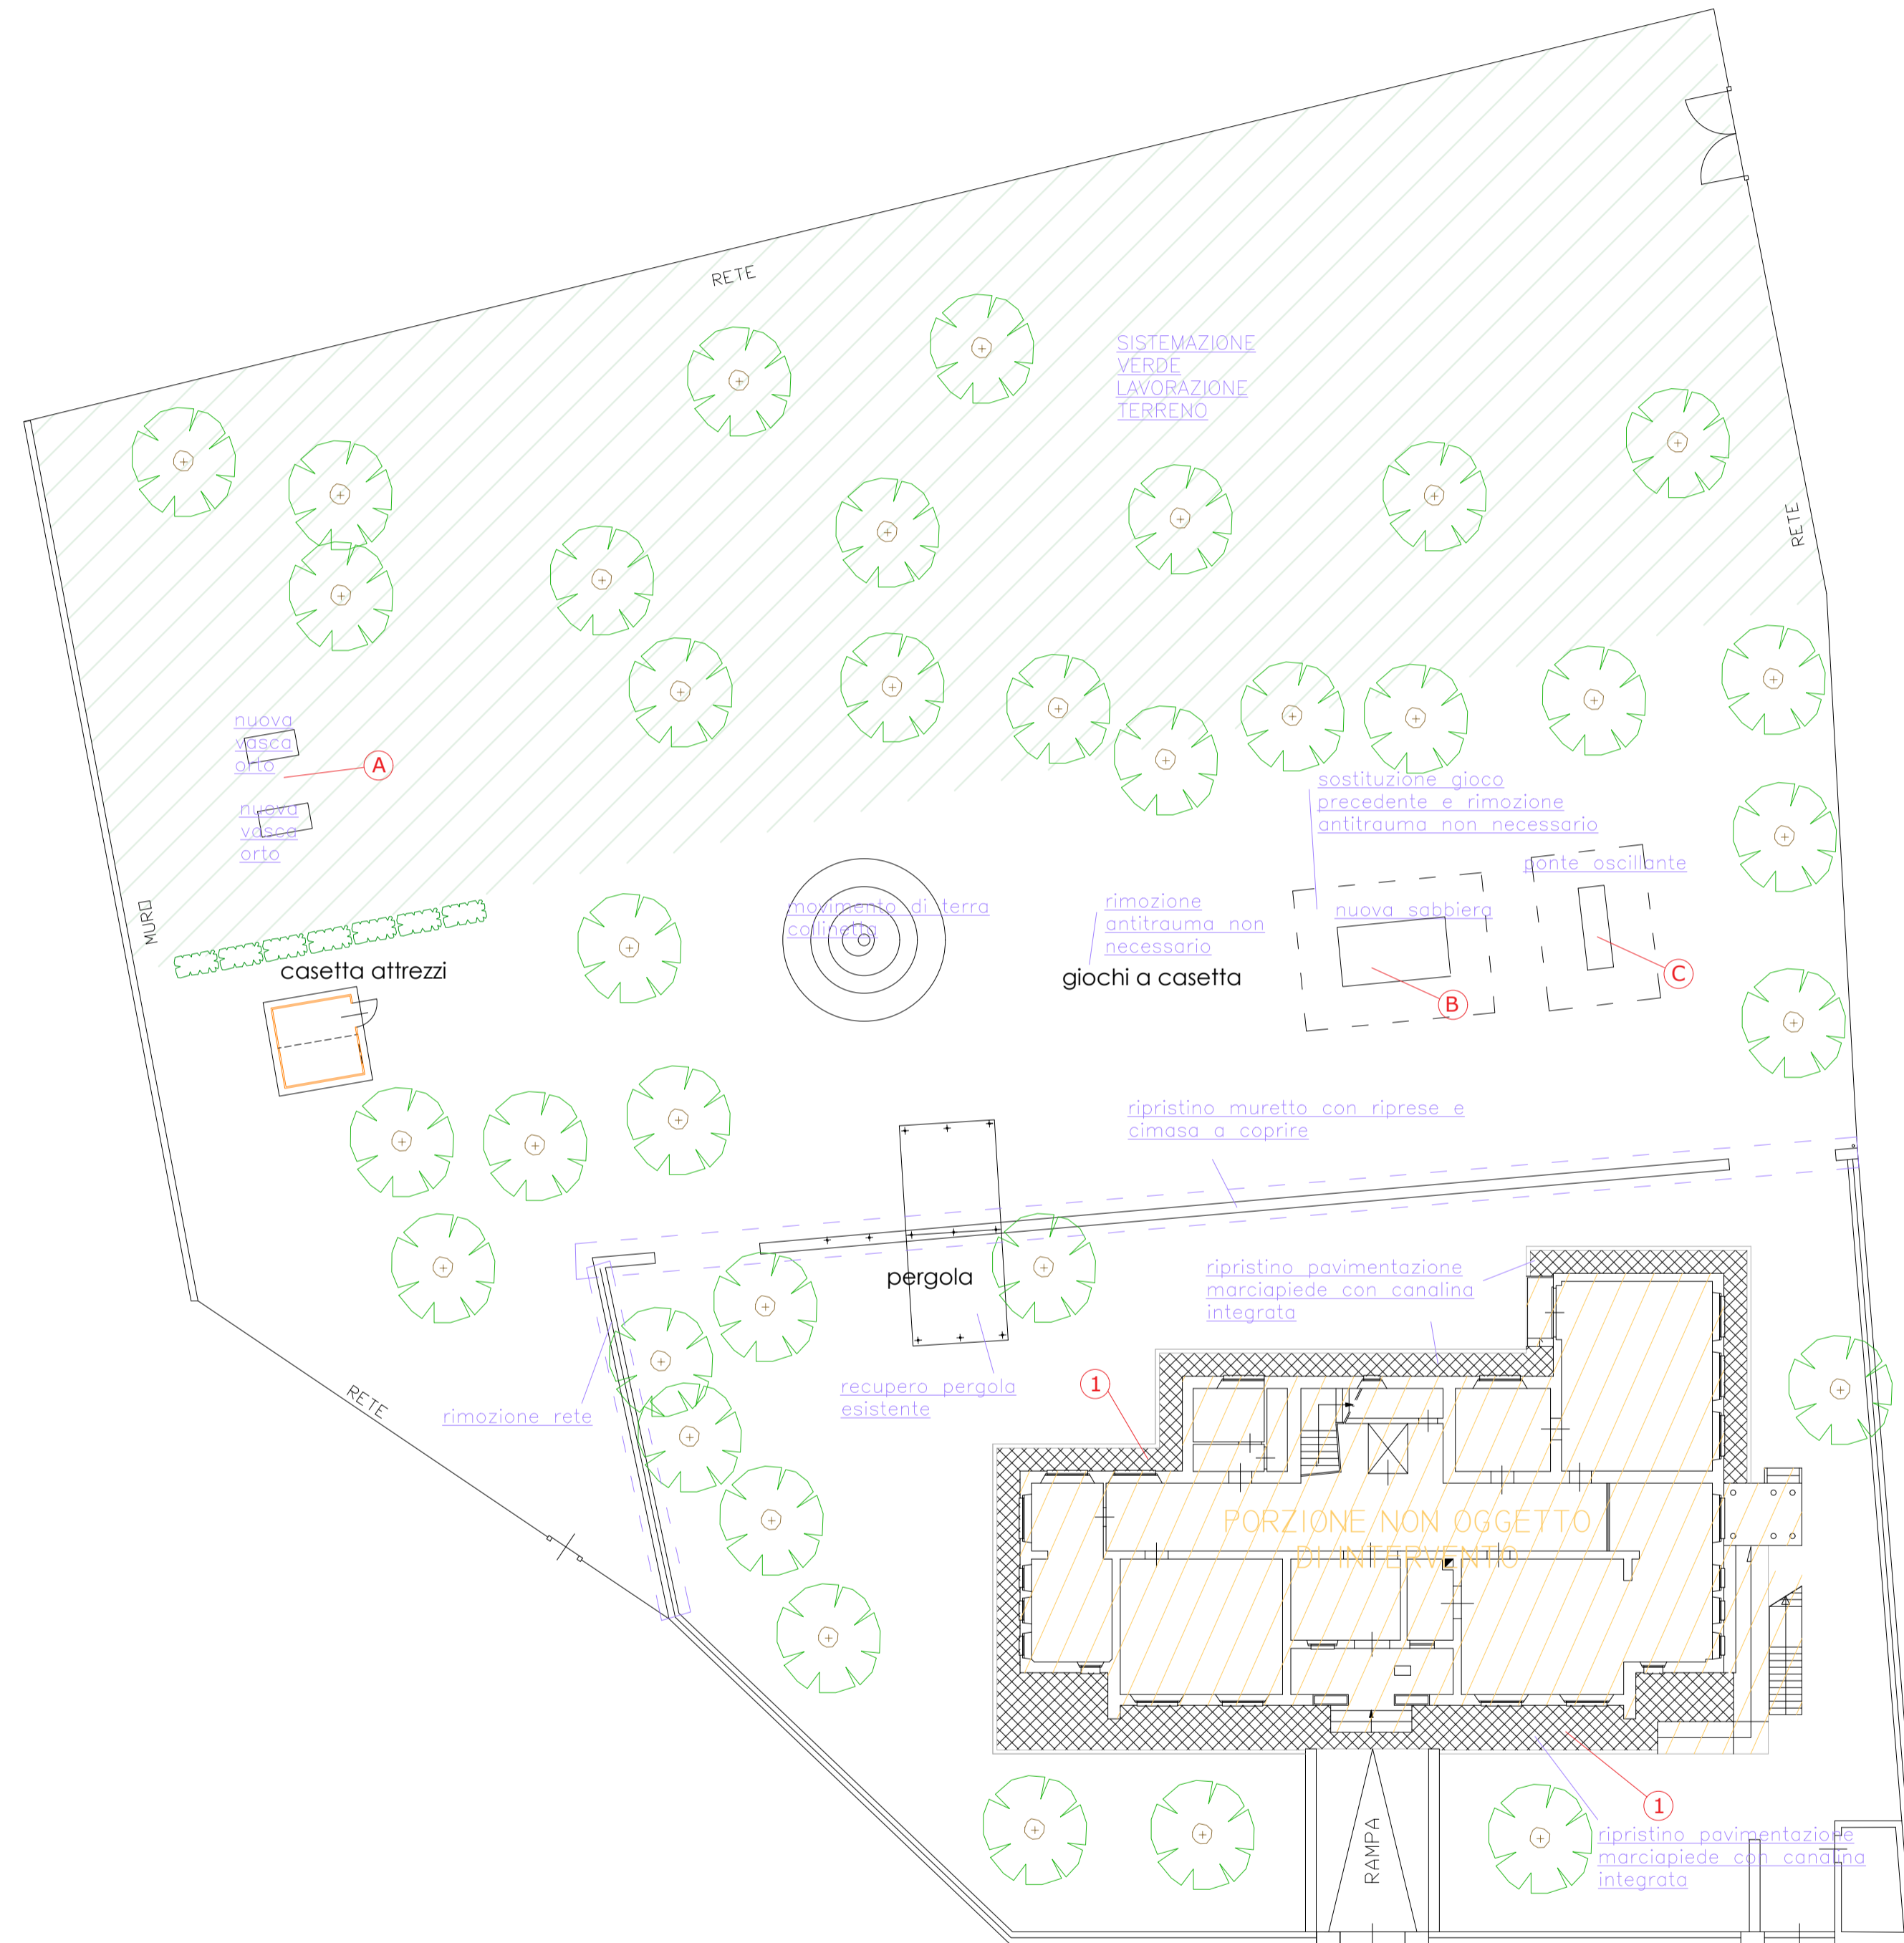 RETE
SISTEMAZIONE
VERDE
LAVORAZIONE
TERRENO
RETE
nuova
vasca
orto
A
nuova
vasca
orto
sostituzione gioco
precedente e rimozione
antitrauma non necessario
ponte oscillante
MURO
movimento di terra
collinetta
rimozione
antitrauma non
necessario
nuova sabbiera
casetta attrezzi
giochi a casetta
B
C
ripristino muretto con riprese e
cimasa a coprire
pergola
ripristino pavimentazione
marciapiede con canalina
integrata
RETE
rimozione rete
recupero pergola
esistente
1
PORZIONE NON OGGETTO
DI INTERVENTO
1
RAMPA
ripristino pavimentazione
marciapiede con canalina
integrata